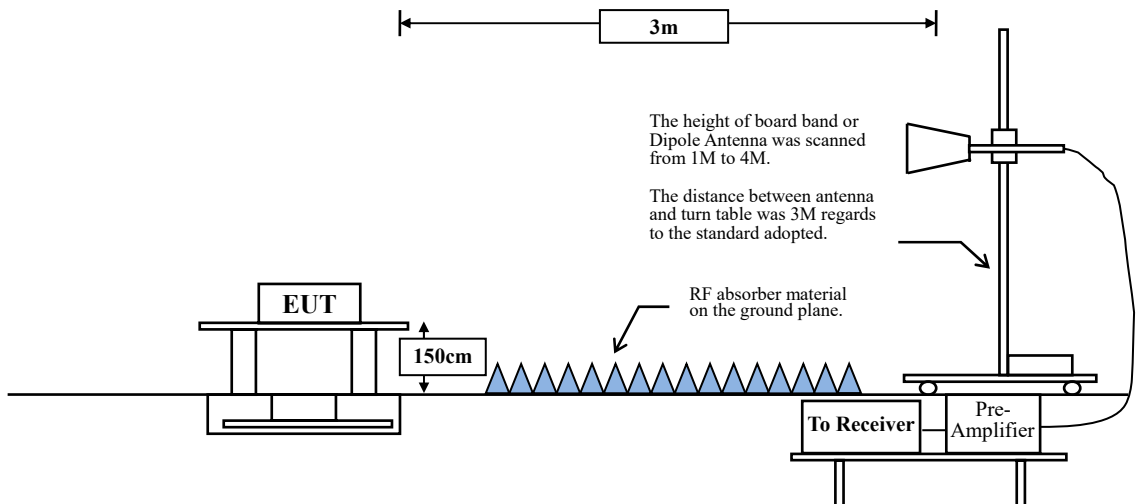 3m
The height of board band or
Dipole Antenna was scanned
from 1M to 4M.
The distance between antenna
and turn table was 3M regards
to the standard adopted.
RF absorber material
on the ground plane.
EUT
150cm
To Receiver
Pre-
Amplifier